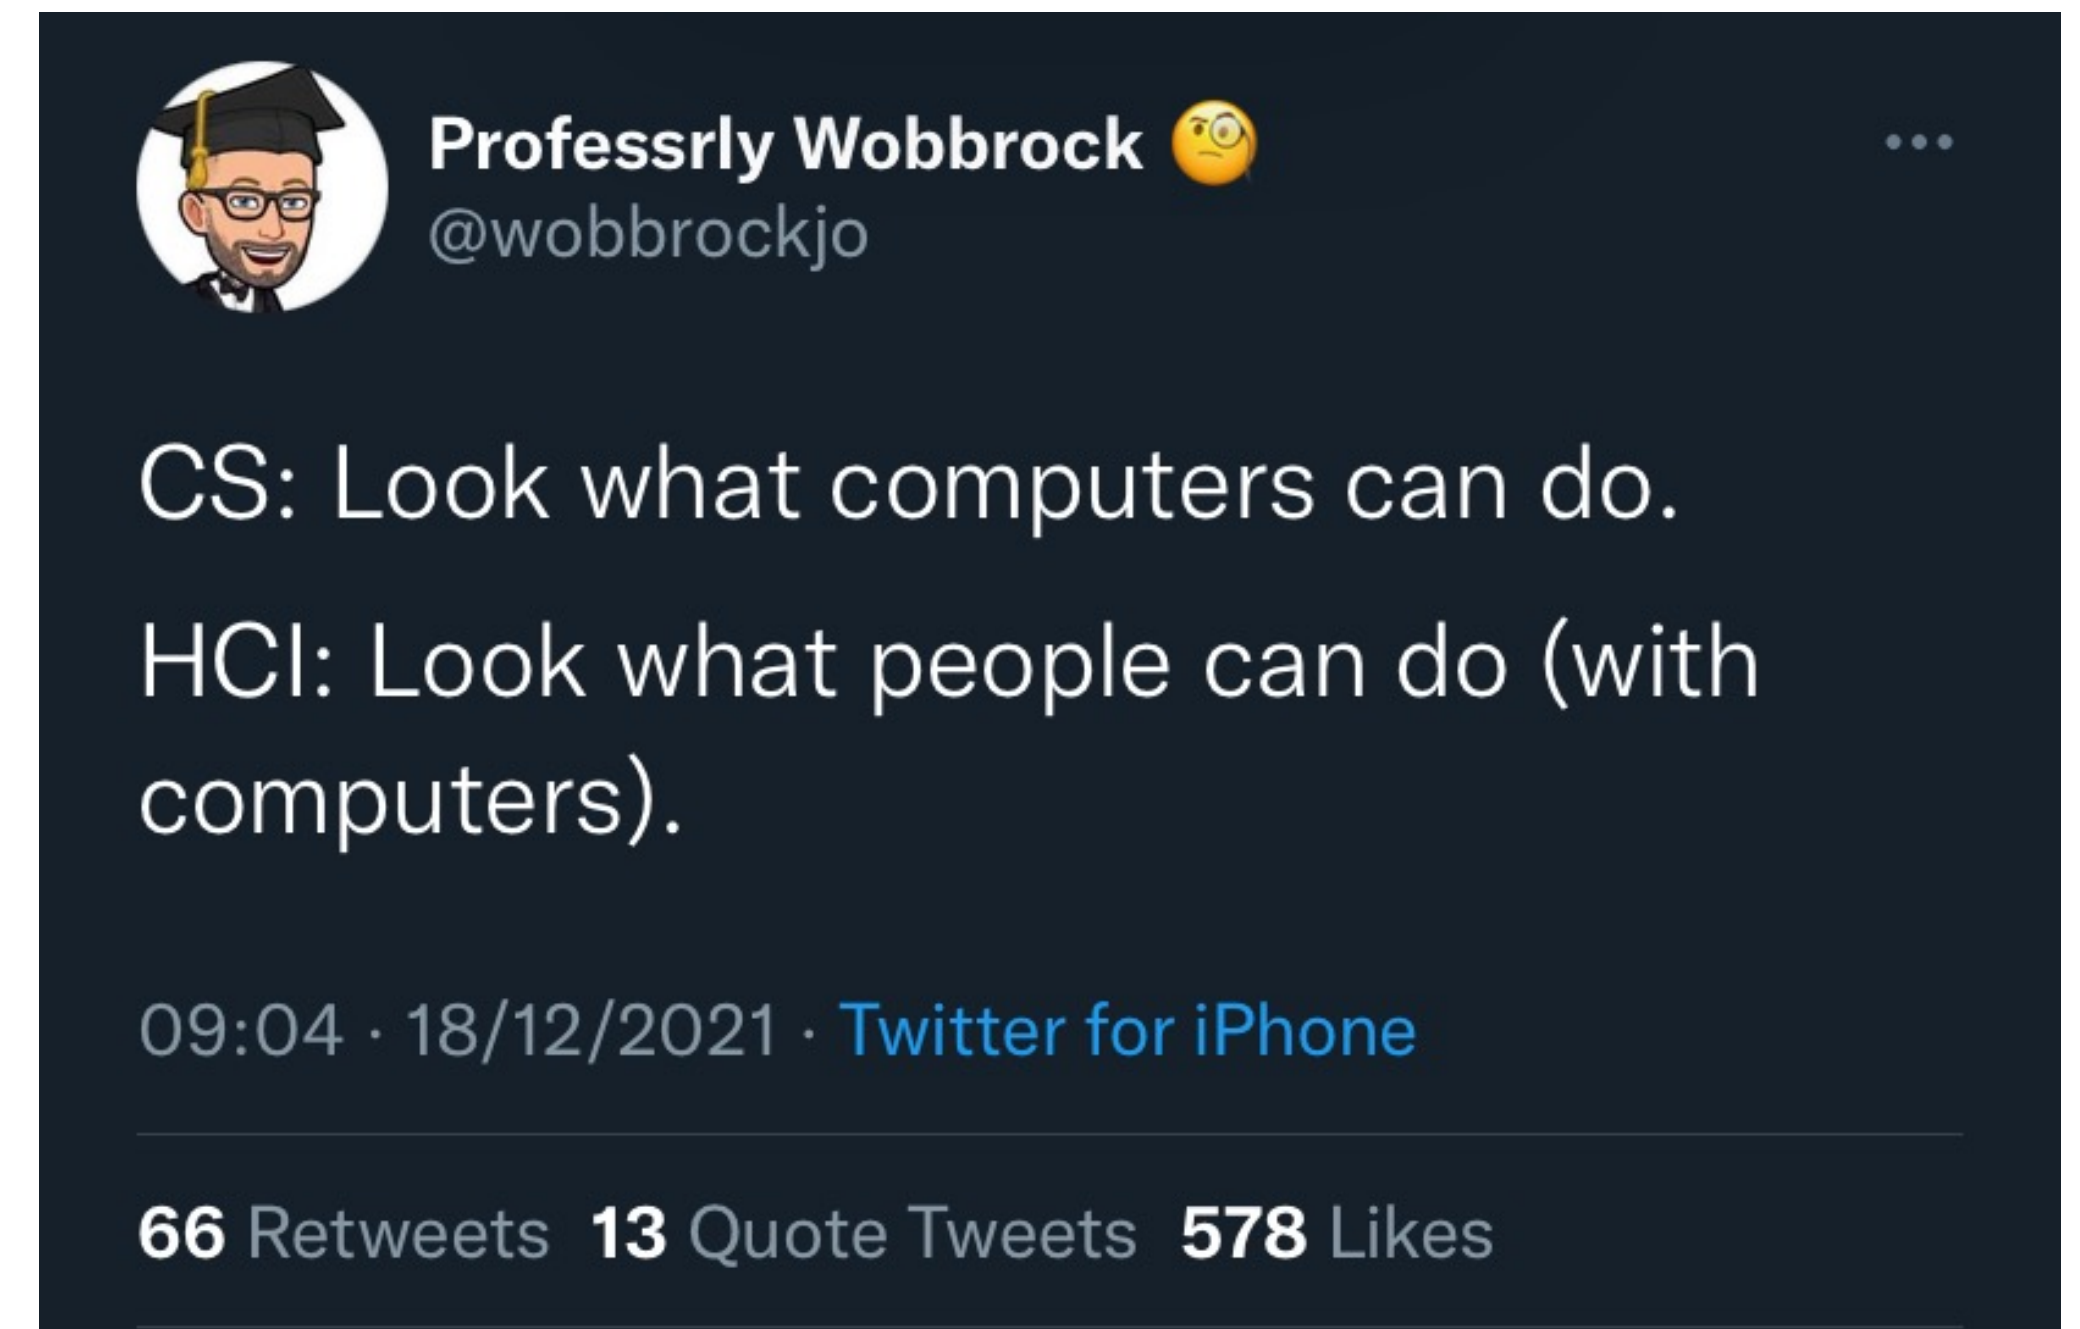 Professrly Wobbrock 🧐
@wobbrockjo
CS: Look what computers can do.
HCI: Look what people can do (with
computers).
09:04 · 18/12/2021 · Twitter for iPhone
66 Retweets 13 Quote Tweets 578 Likes